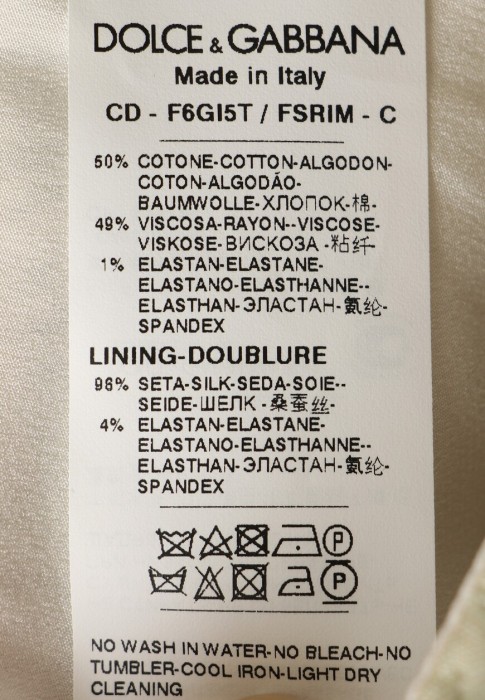 DOLCE & GABBANA
Made in Italy
CD - F6GI5T / FSRIM - C
50% COTONE-COTTON-ALGODON-
COTON-ALGODÃO-
BAUMWOLLE-ХЛОПОК-棉-
49% VISCOSA-RAYON--VISCOSE-
VISKOSE-ВИСКОЗА -粘纤-
1% ELASTAN-ELASTANE-
ELASTANO-ELASTHANNE--
ELASTHAN-ЭЛАСТАН-氨纶-
SPANDEX
LINING-DOUBLURE
96% SETA-SILK-SEDA-SOIE--
SEIDE-ШЕЛК -桑蚕丝-
4% ELASTAN-ELASTANE-
ELASTANO-ELASTHANNE--
ELASTHAN-ЭЛАСТАН-氨纶-
SPANDEX
P
P
NO WASH IN WATER-NO BLEACH-NO
TUMBLER-COOL IRON-LIGHT DRY
CLEANING